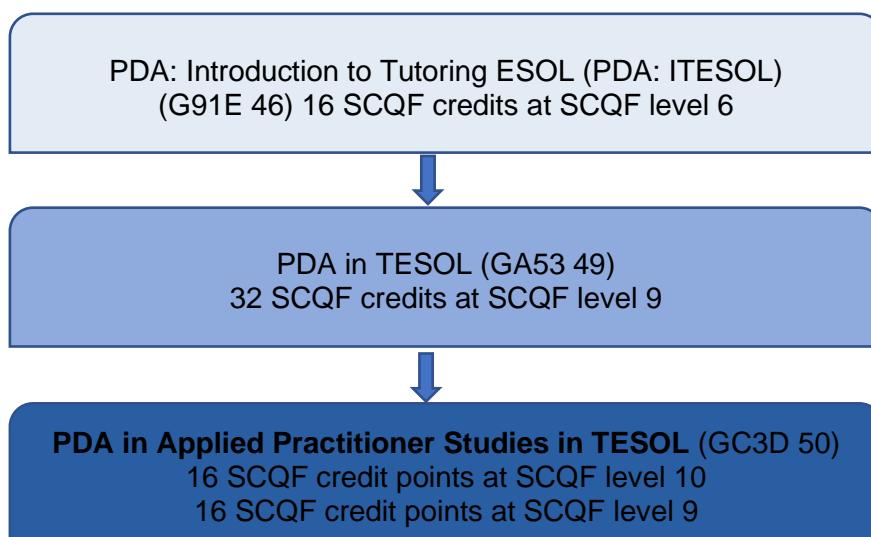 PDA: Introduction to Tutoring ESOL (PDA: ITESOL)
(G91E 46) 16 SCQF credits at SCQF level 6
PDA in TESOL (GA53 49)
32 SCQF credits at SCQF level 9
PDA in Applied Practitioner Studies in TESOL (GC3D 50)
16 SCQF credit points at SCQF level 10
16 SCQF credit points at SCQF level 9